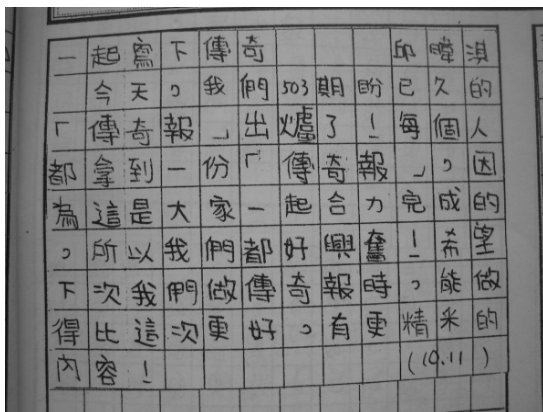 一起寫下傳奇 邱暐淇
今天，我們503期盼已久的
「傳奇報」出爐了！每個人
都拿到一份「傳奇報」，因
為這是大家一起合力完成的
，所以我們都好興奮！希望
下次我們做傳奇報時，能做
得比這次更好，有更精米的
內容！ (10.11)